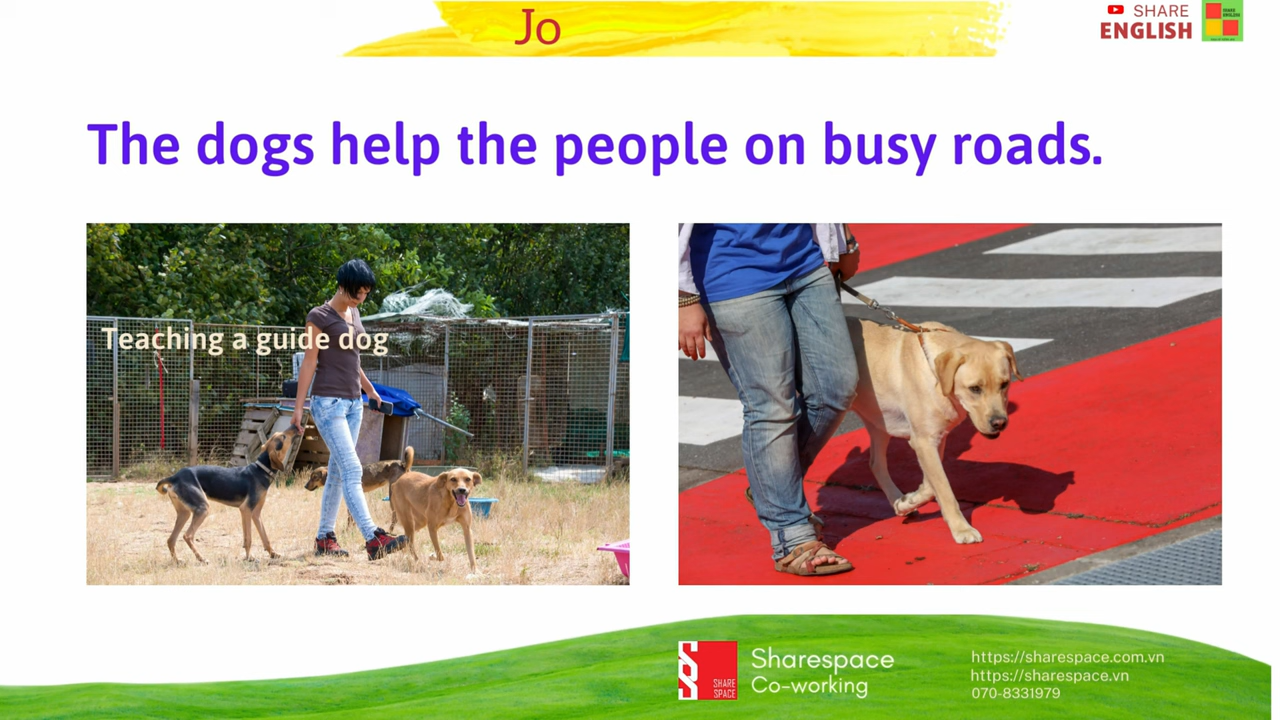 Jo
SHARE
ENGLISH
The dogs help the people on busy roads.
Teaching a guide dog
SHARE
SPACE
Sharespace
Co-working
https://sharespace.com.vn
https://sharespace.vn
070-8331979